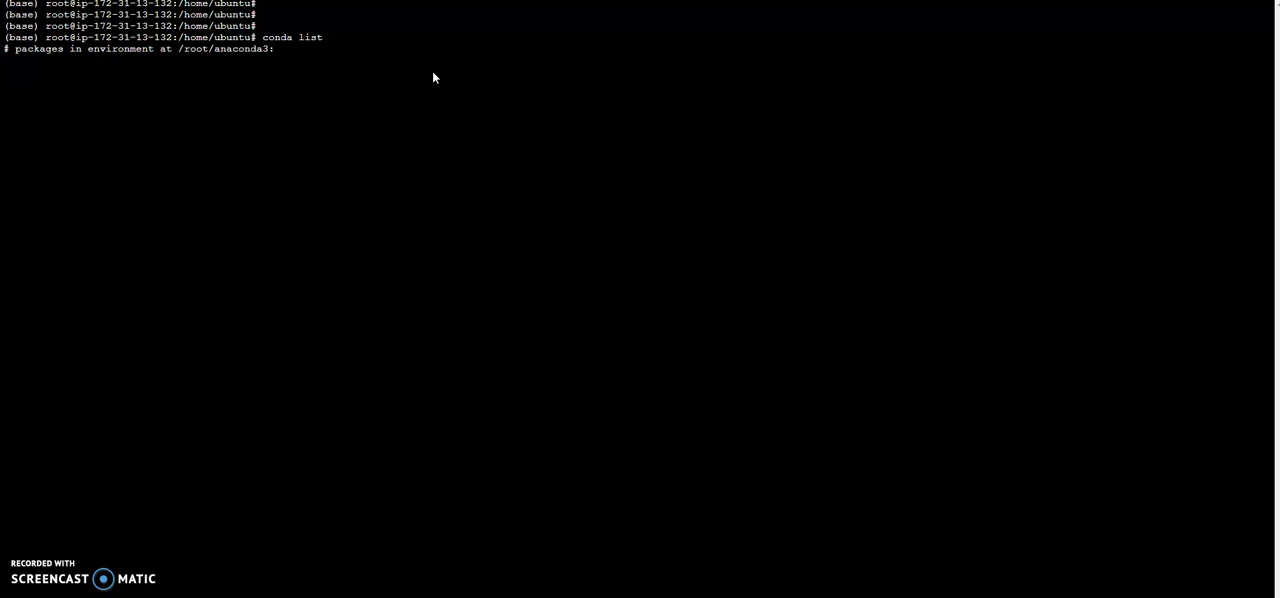 (base) root@ip-172-31-13-132:/home/ubuntu#
(base) root@ip-172-31-13-132:/home/ubuntu#
(base) root@ip-172-31-13-132:/home/ubuntu#
(base) root@ip-172-31-13-132:/home/ubuntu# conda list
# packages in environment at /root/anaconda3:
RECORDED WITH
SCREENCAST MATIC